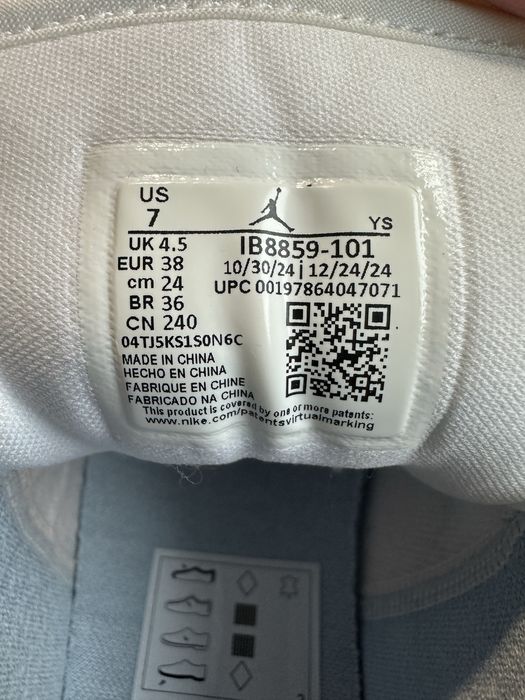 US
7
YS
UK 4.5
EUR 38
cm 24
BR 36
CN 240
IB8859-101
10/30/24 | 12/24/24
UPC 00197864047071
04TJ5KS1S0N6C
MADE IN CHINA
HECHO EN CHINA
FABRIQUE EN CHINE
FABRICADO NA CHINA
This product is covered by one or more patents:
www.nike.com/patentsvirtualmarking